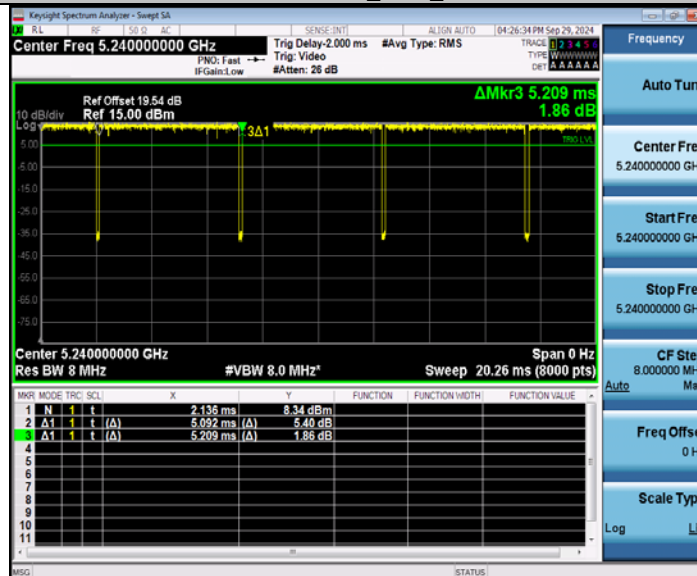 Keysight Spectrum Analyzer - Swept SA
RL RF 50 Ω AC SENSE:INT ALIGN AUTO 04:26:34 PM Sep 29, 2024
Center Freq 5.240000000 GHz
PNO: Fast
IFGain:Low
Trig Delay-2.000 ms
Trig: Video
#Atten: 26 dB
#Avg Type: RMS
TRACE 1 2 3 4 5 6
TYPE WWWWWW
DET A A A A A A
ΔMkr3 5.209 ms
1.86 dB
Ref Offset 19.54 dB
10 dB/div Ref 15.00 dBm
Log
1
3Δ1
TRIG LVL
5.00
-5.00
-15.0
-25.0
-35.0
-45.0
-55.0
-65.0
-75.0
Center 5.240000000 GHz Span 0 Hz
Res BW 8 MHz #VBW 8.0 MHz* Sweep 20.26 ms (8000 pts)
MKR MODE TRC SCL X Y FUNCTION FUNCTION WIDTH FUNCTION VALUE
1 N 1 t 2.136 ms 8.34 dBm
2 Δ1 1 t (Δ) 5.092 ms (Δ) 5.40 dB
3 Δ1 1 t (Δ) 5.209 ms (Δ) 1.86 dB
4
5
6
7
8
9
10
11
MSG STATUS
Frequency
Auto Tun
Center Fre
5.240000000 GH
Start Fre
5.240000000 GH
Stop Fre
5.240000000 GH
CF Ste
8.000000 MH
Auto Ma
Freq Offse
0 H
Scale Typ
Log Li